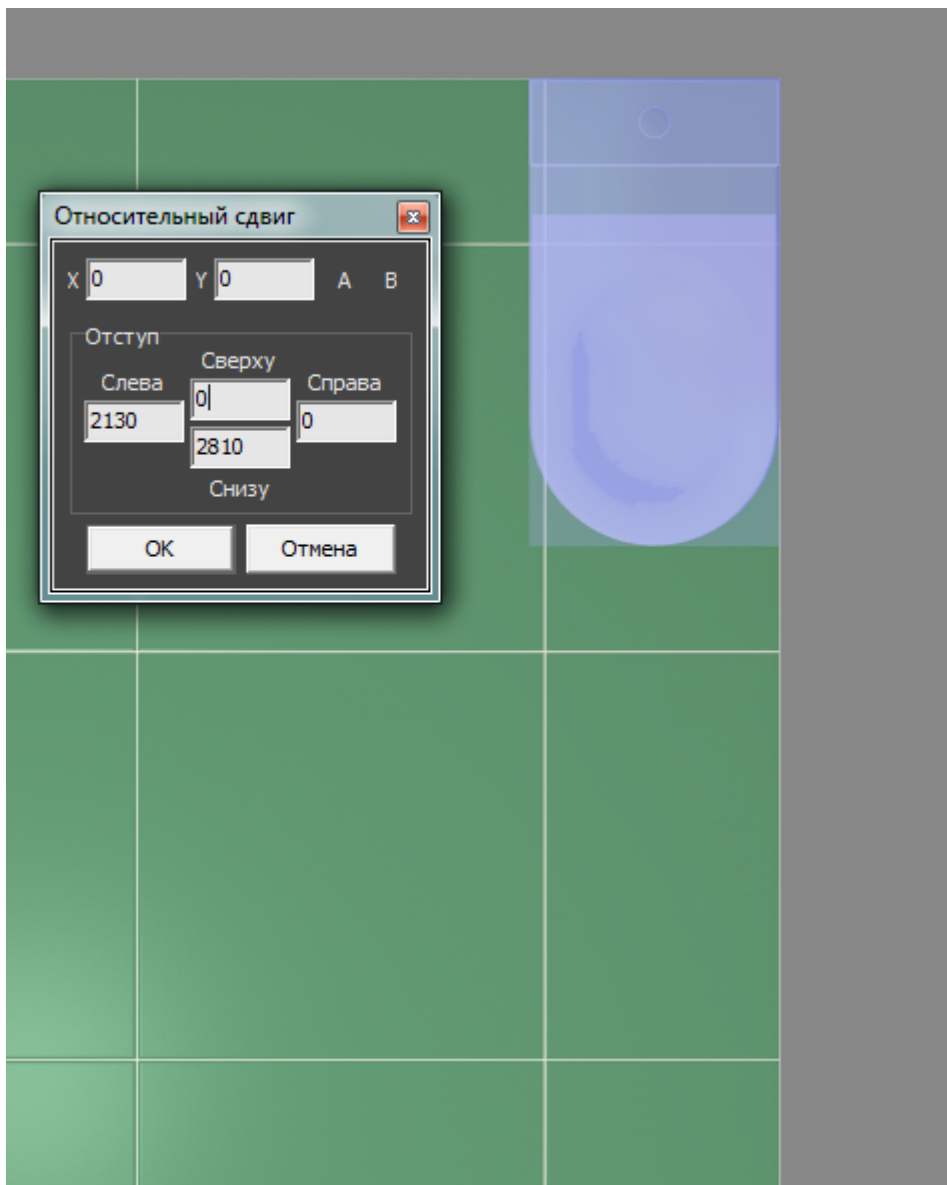 Относительный сдвиг
X 0 Y 0 A B
Отступ
Сверху
Слева Справа
0
2130 0
2810
Снизу
OK Отмена